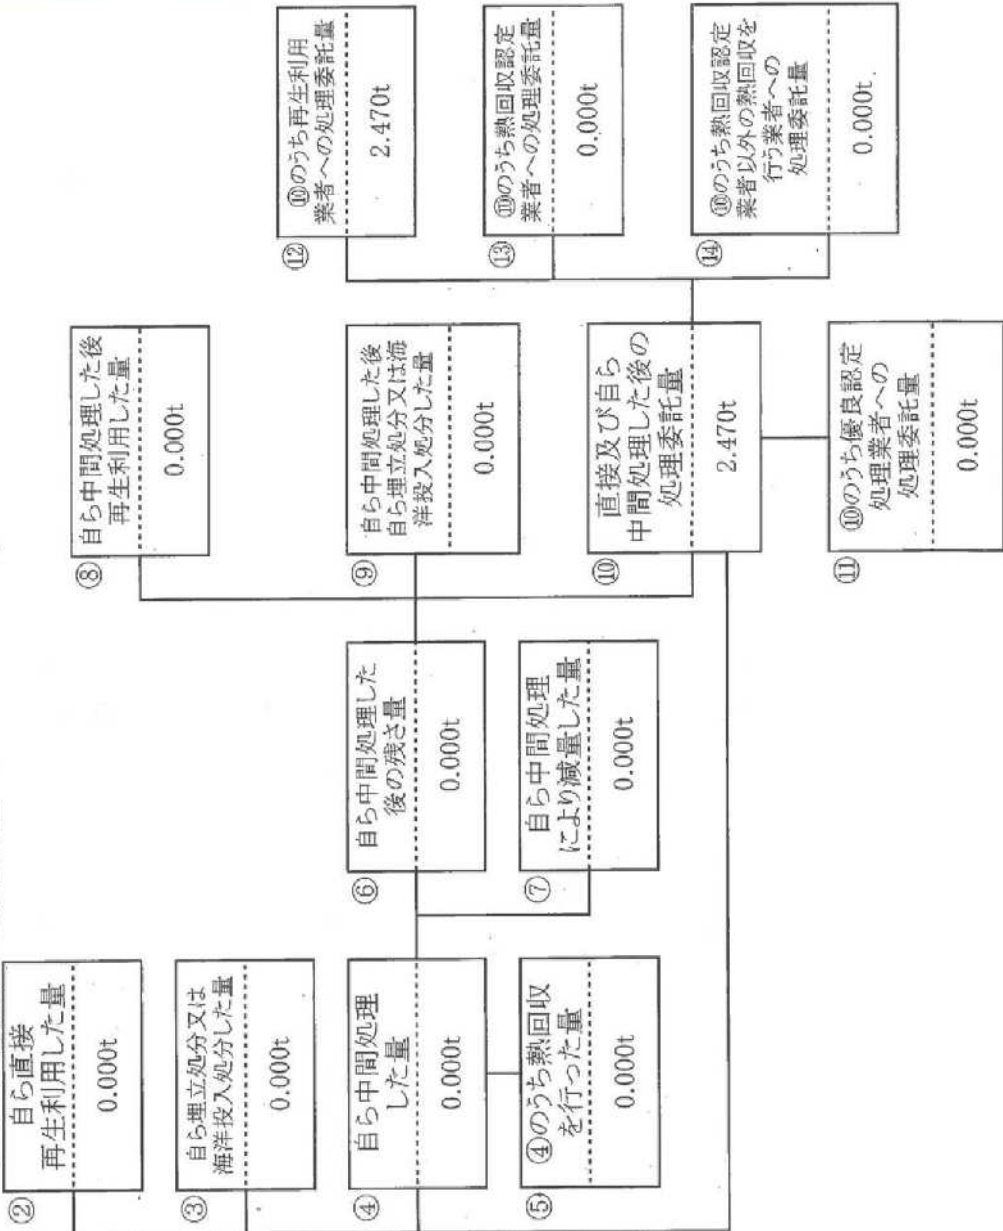 ②
自ら直接
再生利用した量
0.000t
③
自ら埋立処分又は
海洋投入処分した量
0.000t
④
自ら中間処理
した量
0.000t
⑤
④のうち熱回収
を行った量
0.000t
⑥
自ら中間処理した
後の残さ量
0.000t
⑦
自ら中間処理
により減量した量
0.000t
⑧
自ら中間処理した後
再生利用した量
0.000t
⑨
自ら中間処理した後
自ら埋立処分又は海
洋投入処分した量
0.000t
⑩
直接及び自ら
中間処理した後の
処理委託量
2.470t
⑪
⑩のうち優良認定
処理業者への
処理委託量
0.000t
⑫
⑩のうち再生利用
業者への処理委託量
2.470t
⑬
⑩のうち熱回収認定
業者への処理委託量
0.000t
⑭
⑩のうち熱回収認定
業者以外の熱回収を
行う業者への
処理委託量
0.000t